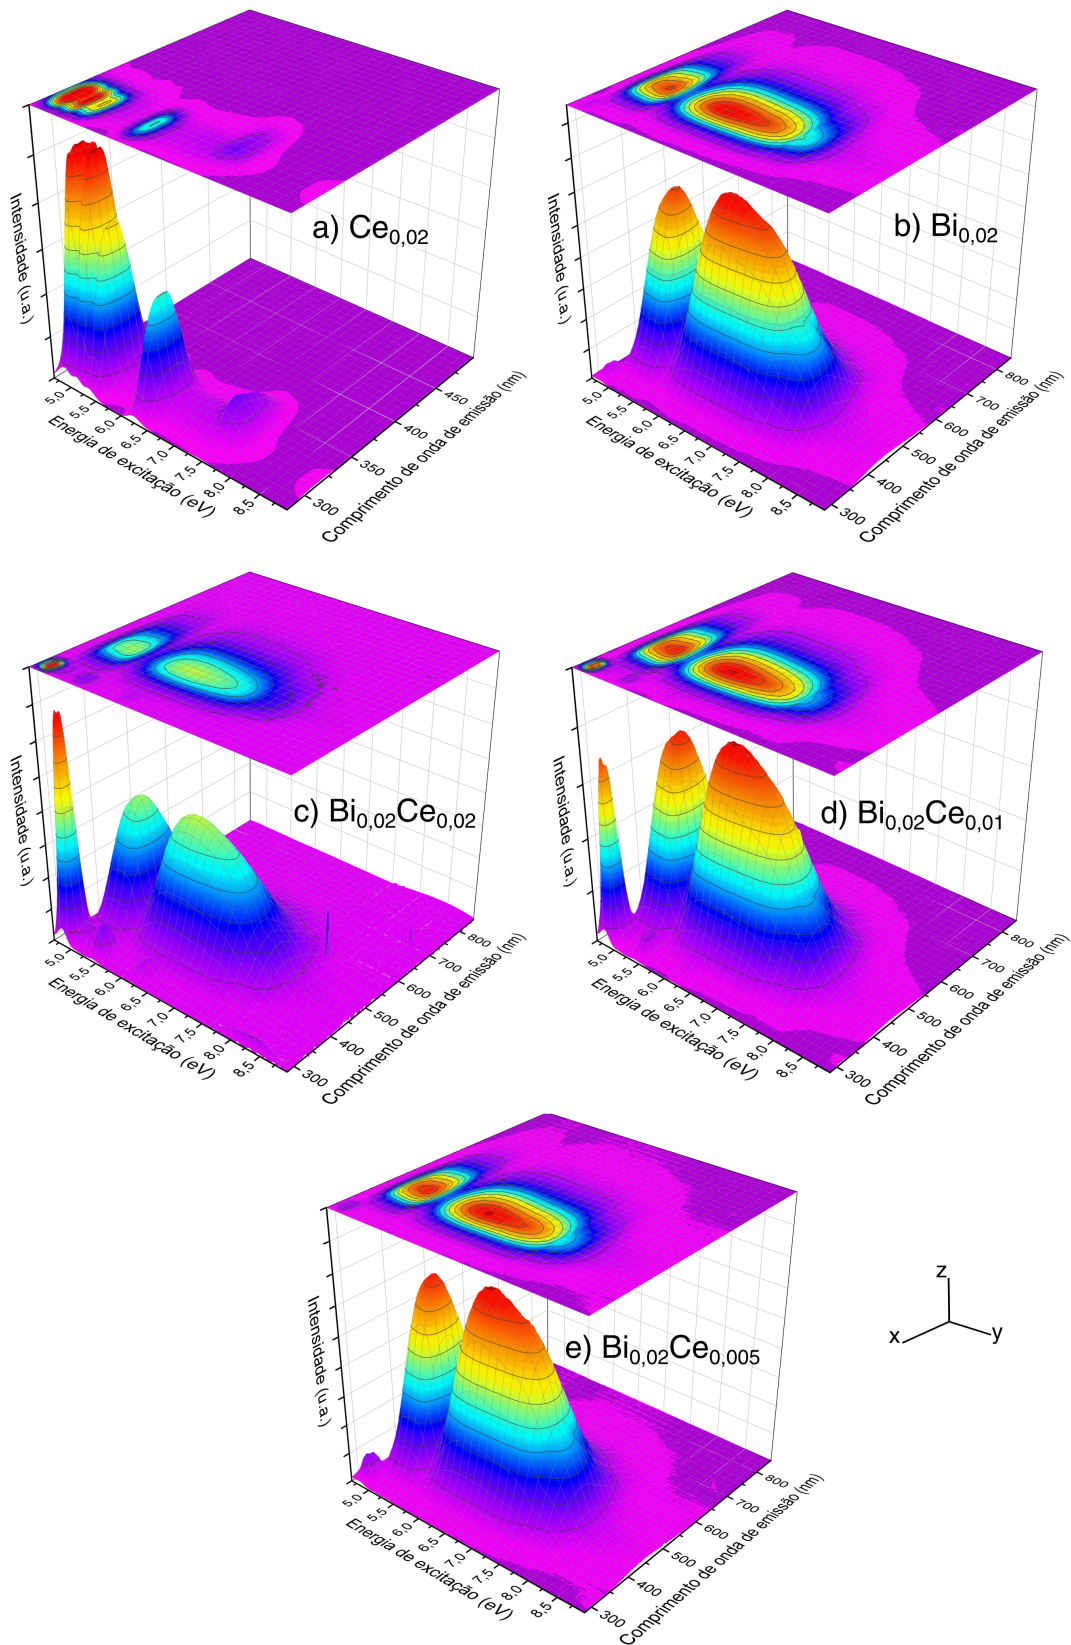 a) Ce0,02
Intensidade (u.a.)
5,0 5,5 6,0 6,5 7,0 7,5 8,0 8,5
Energia de excitação (eV)
300 350 400 450
Comprimento de onda de emissão (nm)
b) Bi0,02
Intensidade (u.a.)
5,0 5,5 6,0 6,5 7,0 7,5 8,0 8,5
Energia de excitação (eV)
300 400 500 600 700 800
Comprimento de onda de emissão (nm)
c) Bi0,02Ce0,02
Intensidade (u.a.)
5,0 5,5 6,0 6,5 7,0 7,5 8,0 8,5
Energia de excitação (eV)
300 400 500 600 700 800
Comprimento de onda de emissão (nm)
d) Bi0,02Ce0,01
Intensidade (u.a.)
5,0 5,5 6,0 6,5 7,0 7,5 8,0 8,5
Energia de excitação (eV)
300 400 500 600 700 800
Comprimento de onda de emissão (nm)
e) Bi0,02Ce0,005
Intensidade (u.a.)
5,0 5,5 6,0 6,5 7,0 7,5 8,0 8,5
Energia de excitação (eV)
300 400 500 600 700 800
Comprimento de onda de emissão (nm)
z
x
y